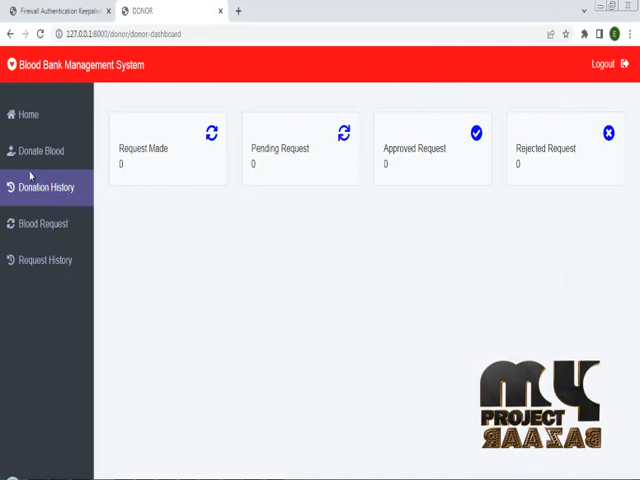 Firewall Authentication Keepalive
DONOR
127.0.0.1:8000/donor/donor-dashboard
E
Blood Bank Management System
Logout
Home
Donate Blood
Donation History
Blood Request
Request History
Request Made
0
Pending Request
0
Approved Request
0
Rejected Request
0
MY
PROJECT
BAZAAR